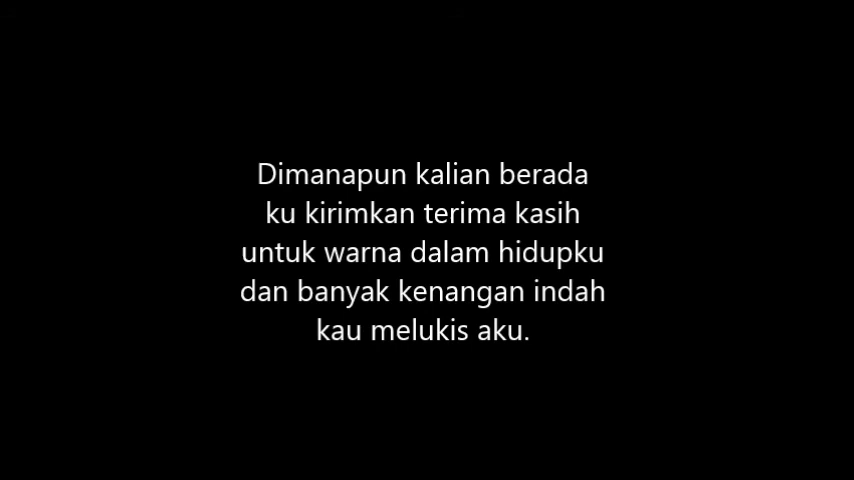 Dimanapun kalian berada
ku kirimkan terima kasih
untuk warna dalam hidupku
dan banyak kenangan indah
kau melukis aku.